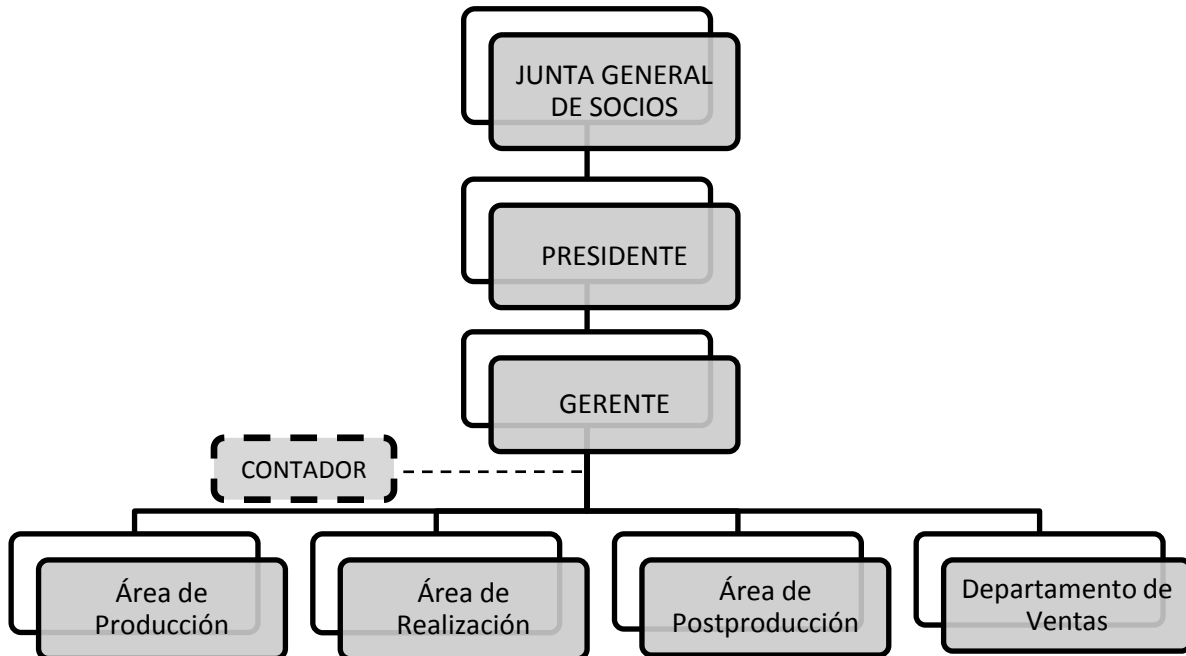 JUNTA GENERAL
DE SOCIOS
PRESIDENTE
GERENTE
CONTADOR
Área de
Producción
Área de
Realización
Área de
Postproducción
Departamento de
Ventas